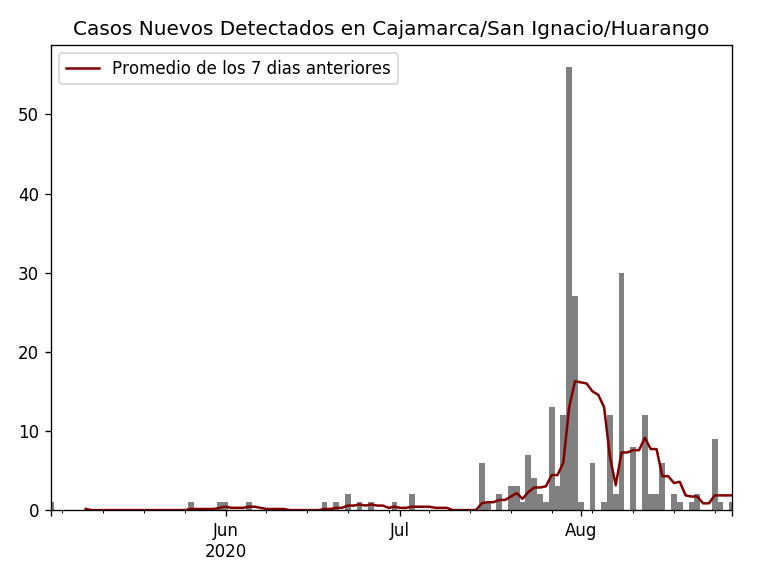 Casos Nuevos Detectados en Cajamarca/San Ignacio/Huarango
Promedio de los 7 dias anteriores
50
40
30
20
10
0
Jun
2020
Jul
Aug